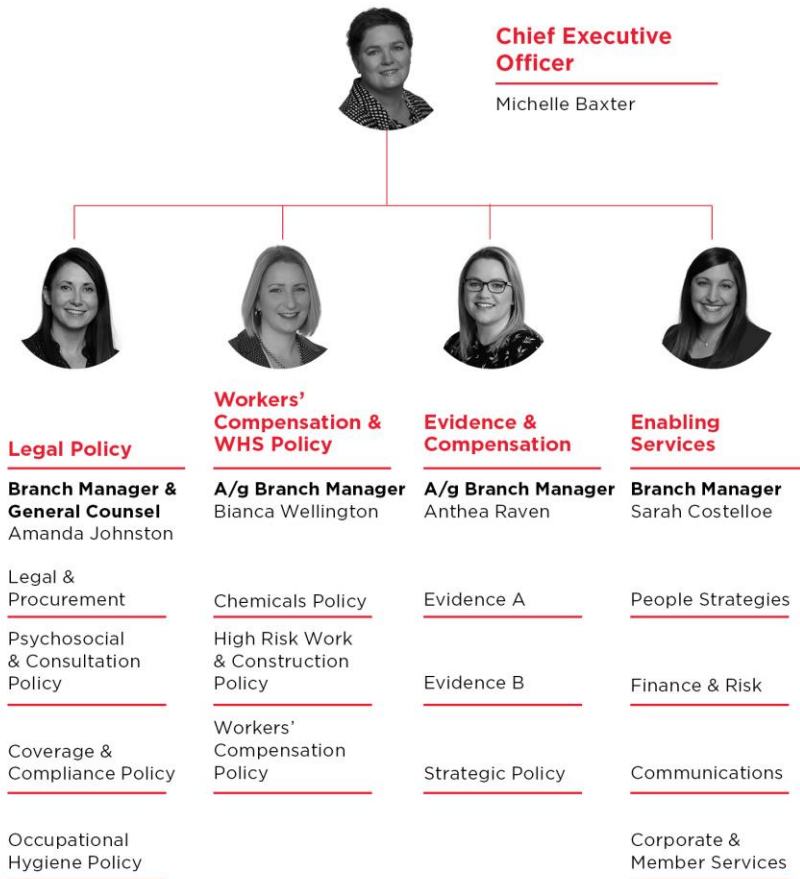 Chief Executive
Officer
Michelle Baxter
Legal Policy
Branch Manager &
General Counsel
Amanda Johnston
Legal &
Procurement
Psychosocial
& Consultation
Policy
Coverage &
Compliance Policy
Occupational
Hygiene Policy
Workers’
Compensation &
WHS Policy
A/g Branch Manager
Bianca Wellington
Chemicals Policy
High Risk Work
& Construction
Policy
Workers’
Compensation
Policy
Evidence &
Compensation
A/g Branch Manager
Anthea Raven
Evidence A
Evidence B
Strategic Policy
Enabling
Services
Branch Manager
Sarah Costelloe
People Strategies
Finance & Risk
Communications
Corporate &
Member Services